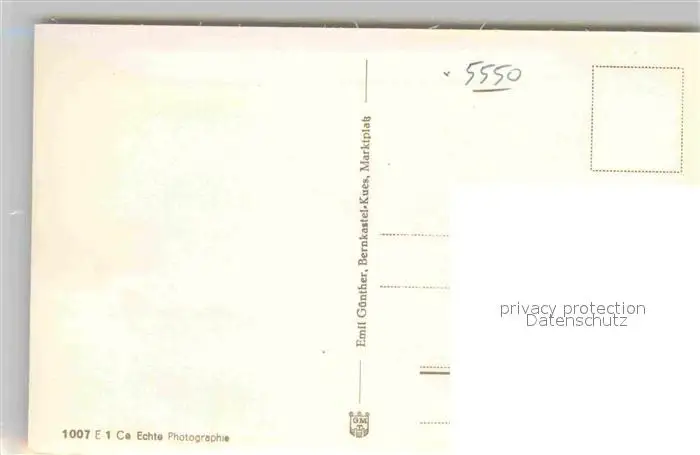 5550
Emil Günther, Bernkastel-Kues, Marktplatz
privacy protection
Datenschutz
1007 E 1 Ca Echte Photographie